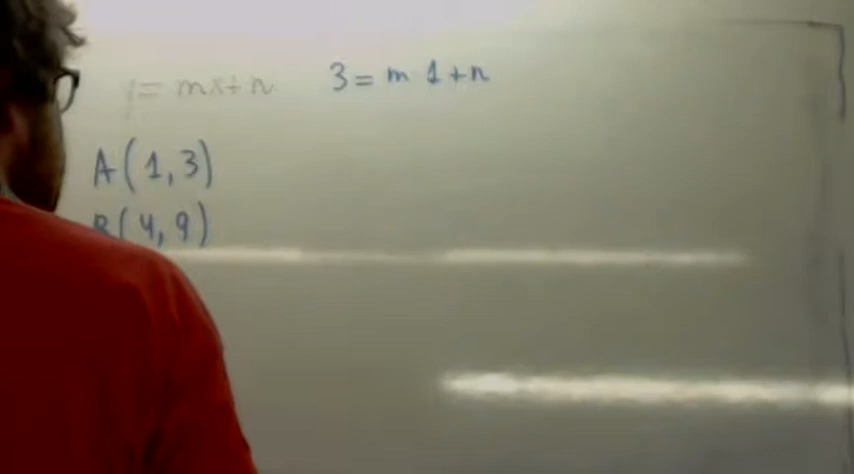 y = mx + n 3 = m 1 + n
A(1,3)
B(4,9)